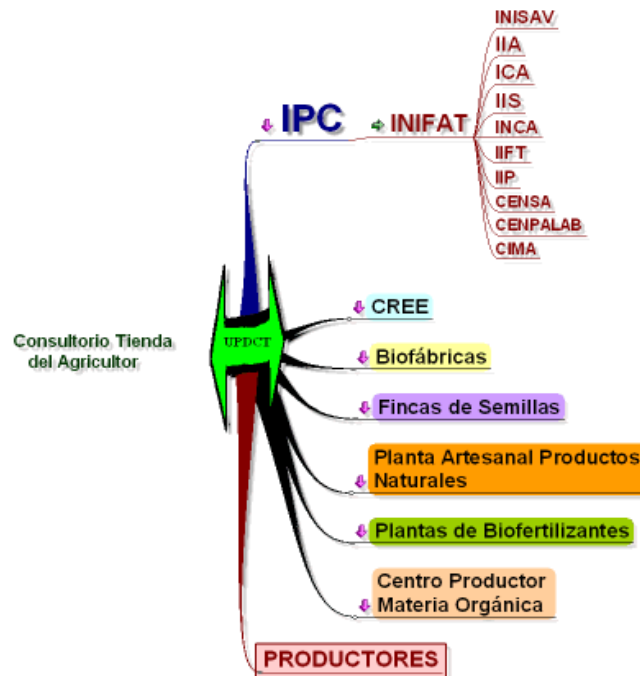 INISAV
IIA
ICA
IIS
IPC
INIFAT
INCA
IIFT
IIP
CENSA
CENPALAB
CIMA
CREE
Consultorio Tienda
del Agricultor
UPDCT
Biofábricas
Fincas de Semillas
Planta Artesanal Productos
Naturales
Plantas de Biofertilizantes
Centro Productor
Materia Orgánica
PRODUCTORES